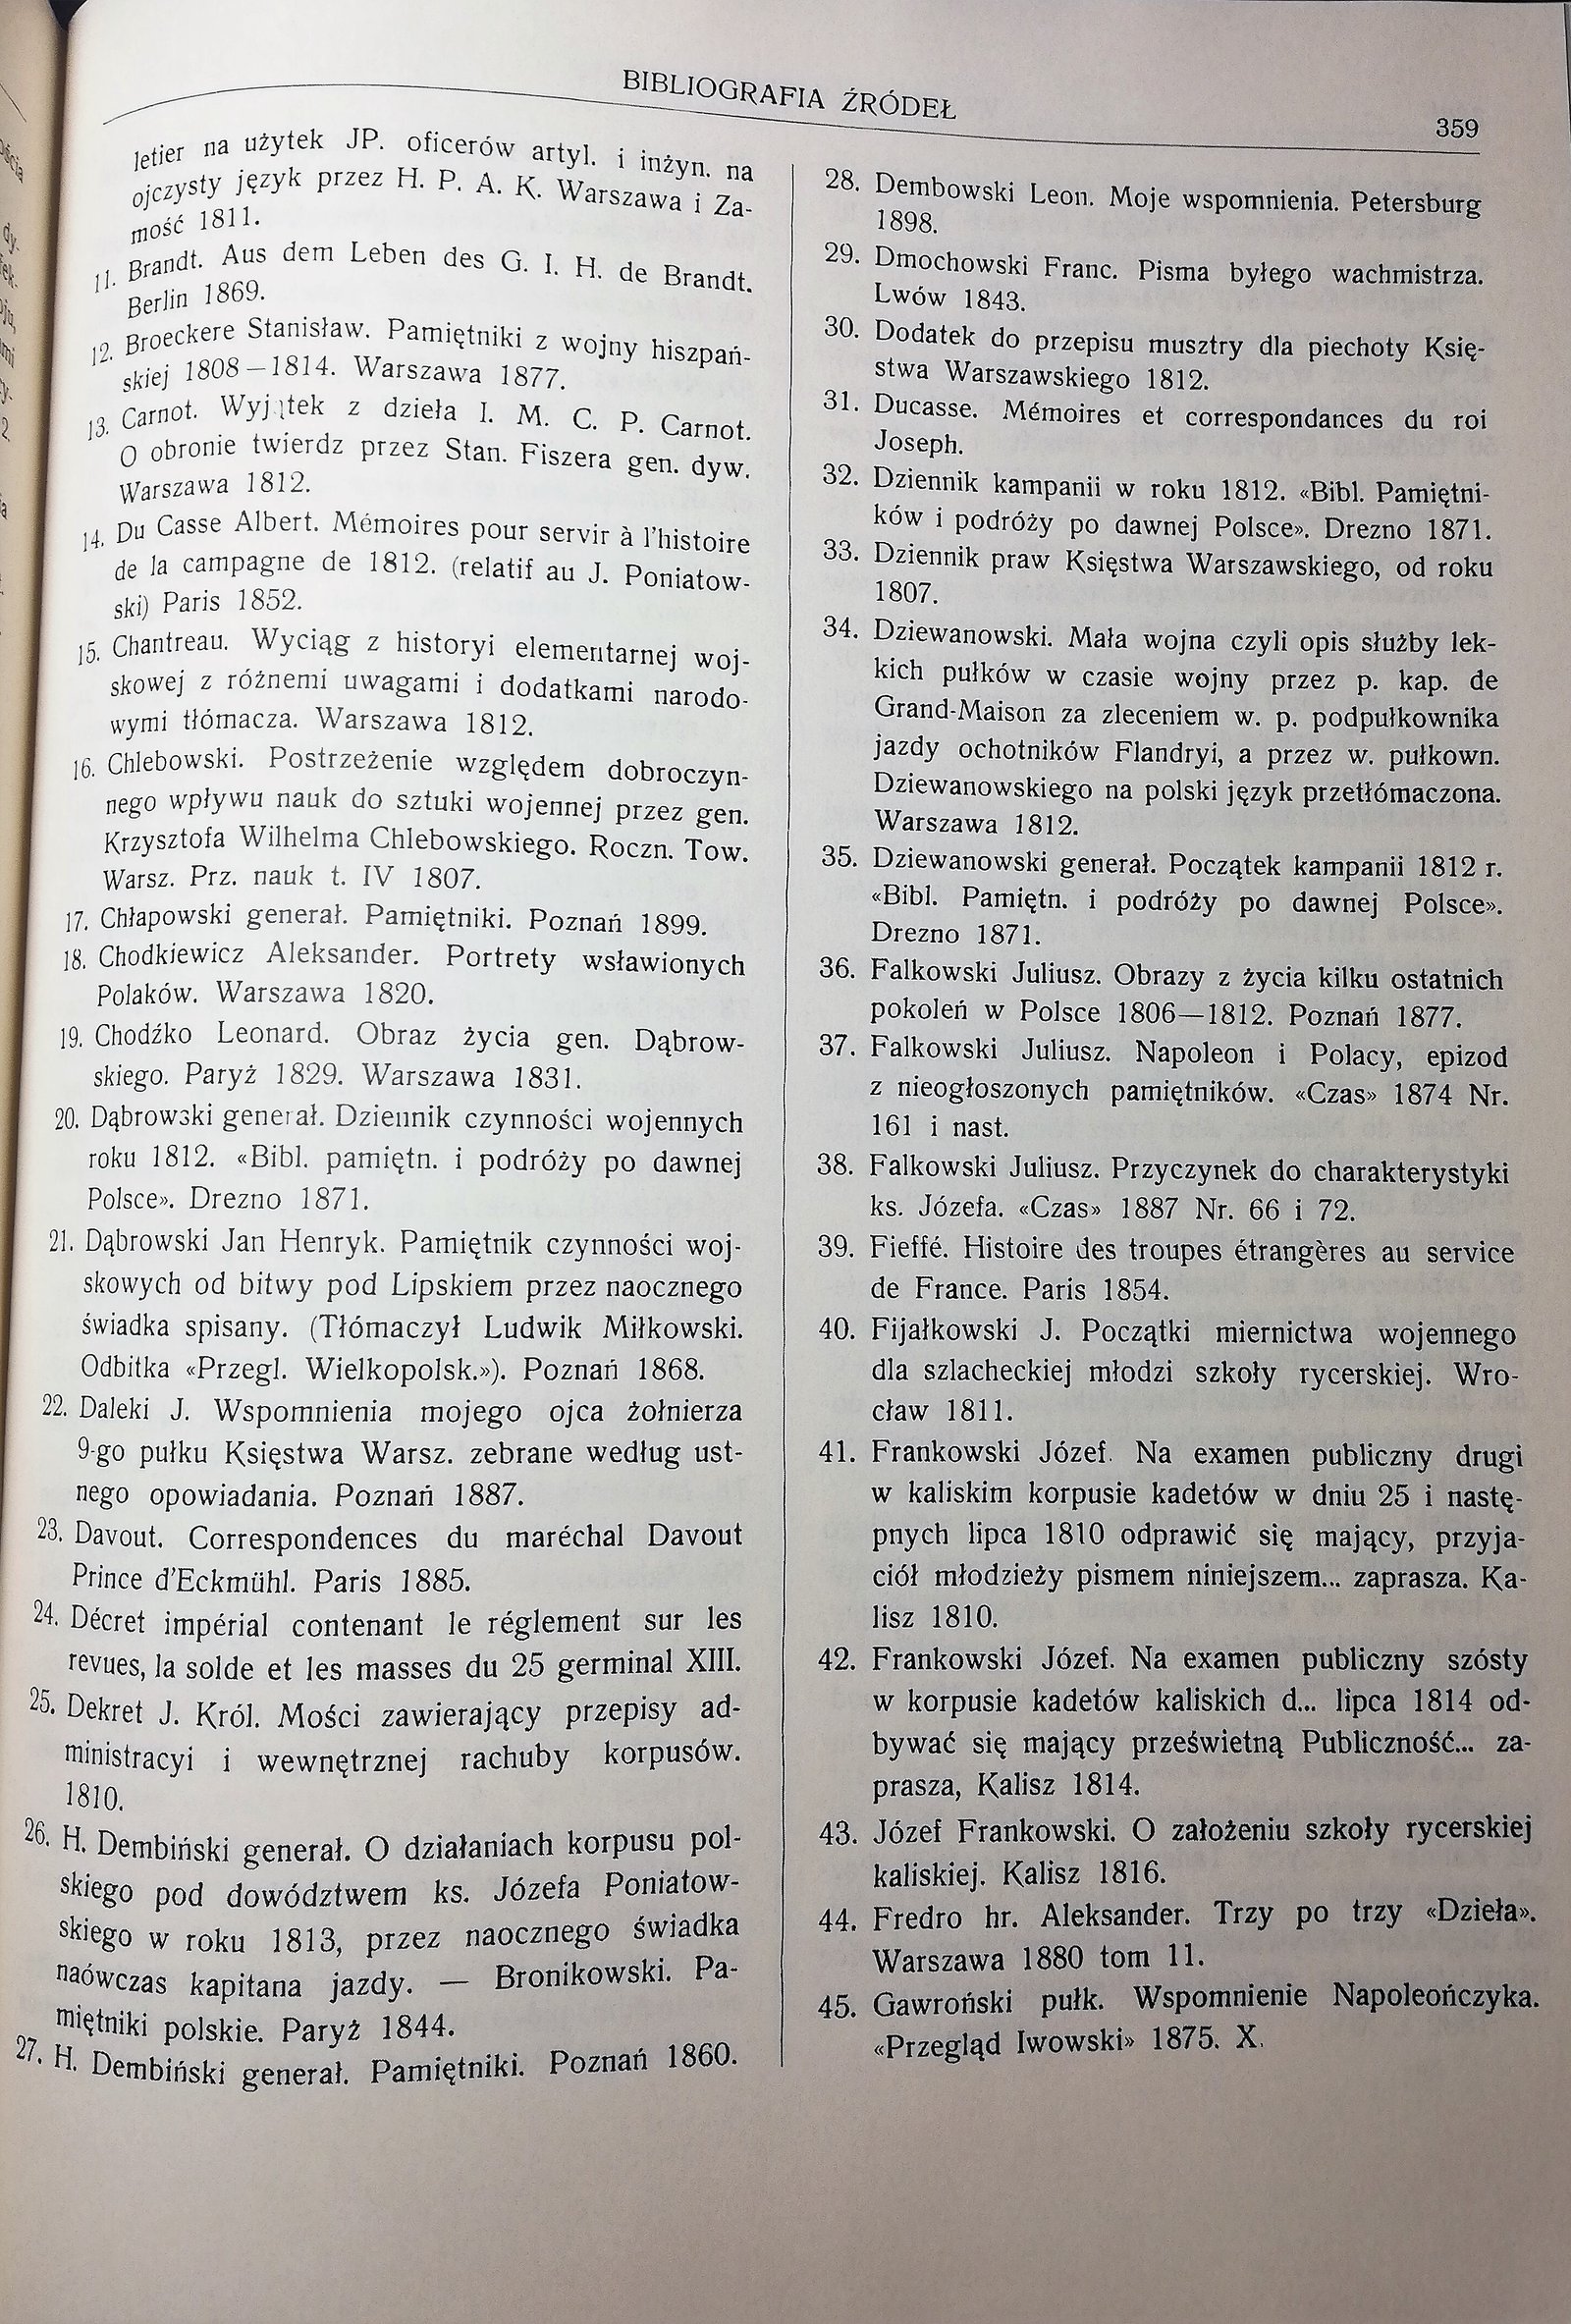 BIBLIOGRAFIA ŹRÓDEŁ
359
letier na użytek JP. oficerów artyl. i inżyn. na
ojczysty język przez H. P. A. K. Warszawa i Za-
mość 1811.
11. Brandt. Aus dem Leben des G. I. H. de Brandt.
Berlin 1869.
12. Broeckere Stanisław. Pamiętniki z wojny hiszpań-
skiej 1808—1814. Warszawa 1877.
13. Carnot. Wyjątek z dzieła I. M. C. P. Carnot.
O obronie twierdz przez Stan. Fiszera gen. dyw.
Warszawa 1812.
14. Du Casse Albert. Mémoires pour servir à l'histoire
de la campagne de 1812. (relatif au J. Poniatow-
ski) Paris 1852.
15. Chantreau. Wyciąg z historyi elementarnej woj-
skowej z różnemi uwagami i dodatkami narodo-
wymi tłómacza. Warszawa 1812.
16. Chlebowski. Postrzeżenie względem dobroczyn-
nego wpływu nauk do sztuki wojennej przez gen.
Krzysztofa Wilhelma Chlebowskiego. Roczn. Tow.
Warsz. Prz. nauk t. IV 1807.
17. Chłapowski generał. Pamiętniki. Poznań 1899.
18. Chodkiewicz Aleksander. Portrety wsławionych
Polaków. Warszawa 1820.
19. Chodźko Leonard. Obraz życia gen. Dąbrow-
skiego. Paryż 1829. Warszawa 1831.
20. Dąbrowski generał. Dziennik czynności wojennych
roku 1812. «Bibl. pamiętn. i podróży po dawnej
Polsce». Drezno 1871.
21. Dąbrowski Jan Henryk. Pamiętnik czynności woj-
skowych od bitwy pod Lipskiem przez naocznego
świadka spisany. (Tłómaczył Ludwik Miłkowski.
Odbitka «Przegl. Wielkopolsk.»). Poznań 1868.
22. Daleki J. Wspomnienia mojego ojca żołnierza
9-go pułku Księstwa Warsz. zebrane według ust-
nego opowiadania. Poznań 1887.
23. Davout. Correspondences du maréchal Davout
Prince d'Eckmühl. Paris 1885.
24. Décret impérial contenant le réglement sur les
revues, la solde et les masses du 25 germinal XIII.
25. Dekret J. Król. Mości zawierający przepisy ad-
ministracyi i wewnętrznej rachuby korpusów.
1810.
26. H. Dembiński generał. O działaniach korpusu pol-
skiego pod dowództwem ks. Józefa Poniatow-
skiego w roku 1813, przez naocznego świadka
naówczas kapitana jazdy. — Bronikowski. Pa-
miętniki polskie. Paryż 1844.
27. H. Dembiński generał. Pamiętniki. Poznań 1860.
28. Dembowski Leon. Moje wspomnienia. Petersburg
1898.
29. Dmochowski Franc. Pisma byłego wachmistrza.
Lwów 1843.
30. Dodatek do przepisu musztry dla piechoty Księ-
stwa Warszawskiego 1812.
31. Ducasse. Mémoires et correspondances du roi
Joseph.
32. Dziennik kampanii w roku 1812. «Bibl. Pamiętni-
ków i podróży po dawnej Polsce». Drezno 1871.
33. Dziennik praw Księstwa Warszawskiego, od roku
1807.
34. Dziewanowski. Mała wojna czyli opis służby lek-
kich pułków w czasie wojny przez p. kap. de
Grand-Maison za zleceniem w. p. podpułkownika
jazdy ochotników Flandryi, a przez w. pułkown.
Dziewanowskiego na polski język przetłómaczona.
Warszawa 1812.
35. Dziewanowski generał. Początek kampanii 1812 r.
«Bibl. Pamiętn. i podróży po dawnej Polsce».
Drezno 1871.
36. Falkowski Juliusz. Obrazy z życia kilku ostatnich
pokoleń w Polsce 1806—1812. Poznań 1877.
37. Falkowski Juliusz. Napoleon i Polacy, epizod
z nieogłoszonych pamiętników. «Czas» 1874 Nr.
161 i nast.
38. Falkowski Juliusz. Przyczynek do charakterystyki
ks. Józefa. «Czas» 1887 Nr. 66 i 72.
39. Fieffé. Histoire des troupes étrangères au service
de France. Paris 1854.
40. Fijałkowski J. Początki miernictwa wojennego
dla szlacheckiej młodzi szkoły rycerskiej. Wro-
cław 1811.
41. Frankowski Józef. Na examen publiczny drugi
w kaliskim korpusie kadetów w dniu 25 i nastę-
pnych lipca 1810 odprawić się mający, przyja-
ciół młodzieży pismem niniejszem... zaprasza. Ka-
lisz 1810.
42. Frankowski Józef. Na examen publiczny szósty
w korpusie kadetów kaliskich d... lipca 1814 od-
bywać się mający prześwietną Publiczność... za-
prasza, Kalisz 1814.
43. Józef Frankowski. O założeniu szkoły rycerskiej
kaliskiej. Kalisz 1816.
44. Fredro hr. Aleksander. Trzy po trzy «Dzieła».
Warszawa 1880 tom 11.
45. Gawroński pułk. Wspomnienie Napoleończyka.
«Przegląd lwowski» 1875. X.